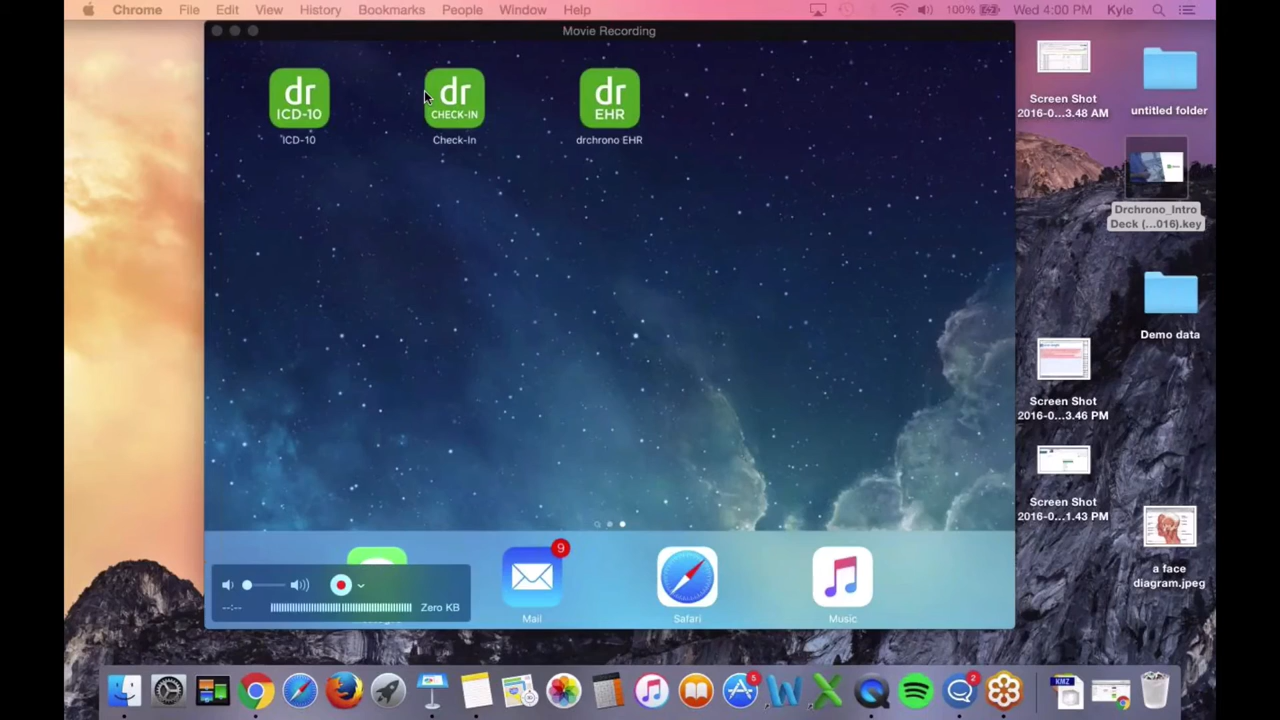 Chrome File Edit View History Bookmarks People Window Help 100% Wed 4:00 PM Kyle
Movie Recording
dr
ICD-10
ICD-10
dr
CHECK-IN
Check-In
dr
EHR
drchrono EHR
Screen Shot
2016-0...3.48 AM
untitled folder
Drchrono_Intro
Deck (...016).key
Demo data
Screen Shot
2016-0...3.46 PM
Screen Shot
2016-0...1.43 PM
a face
diagram.jpeg
9
--:--
Zero KB
Mail
Safari
Music
5
2
KMZ